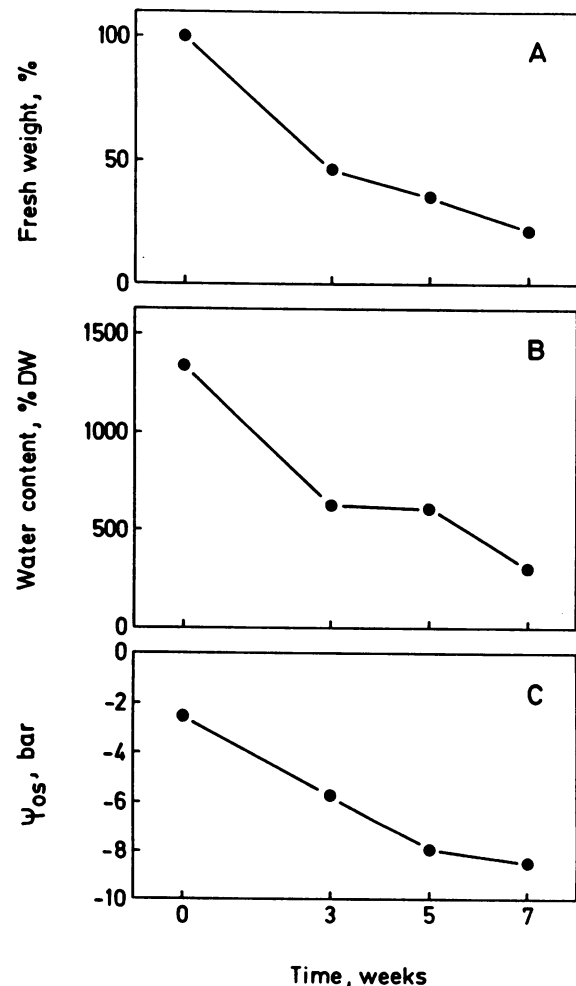 A
Fresh weight, %
100
50
0
B
Water content, % DW
1500
1000
500
0
C
Ψos, bar
0
-2
-4
-6
-8
-10
0 3 5 7
Time, weeks